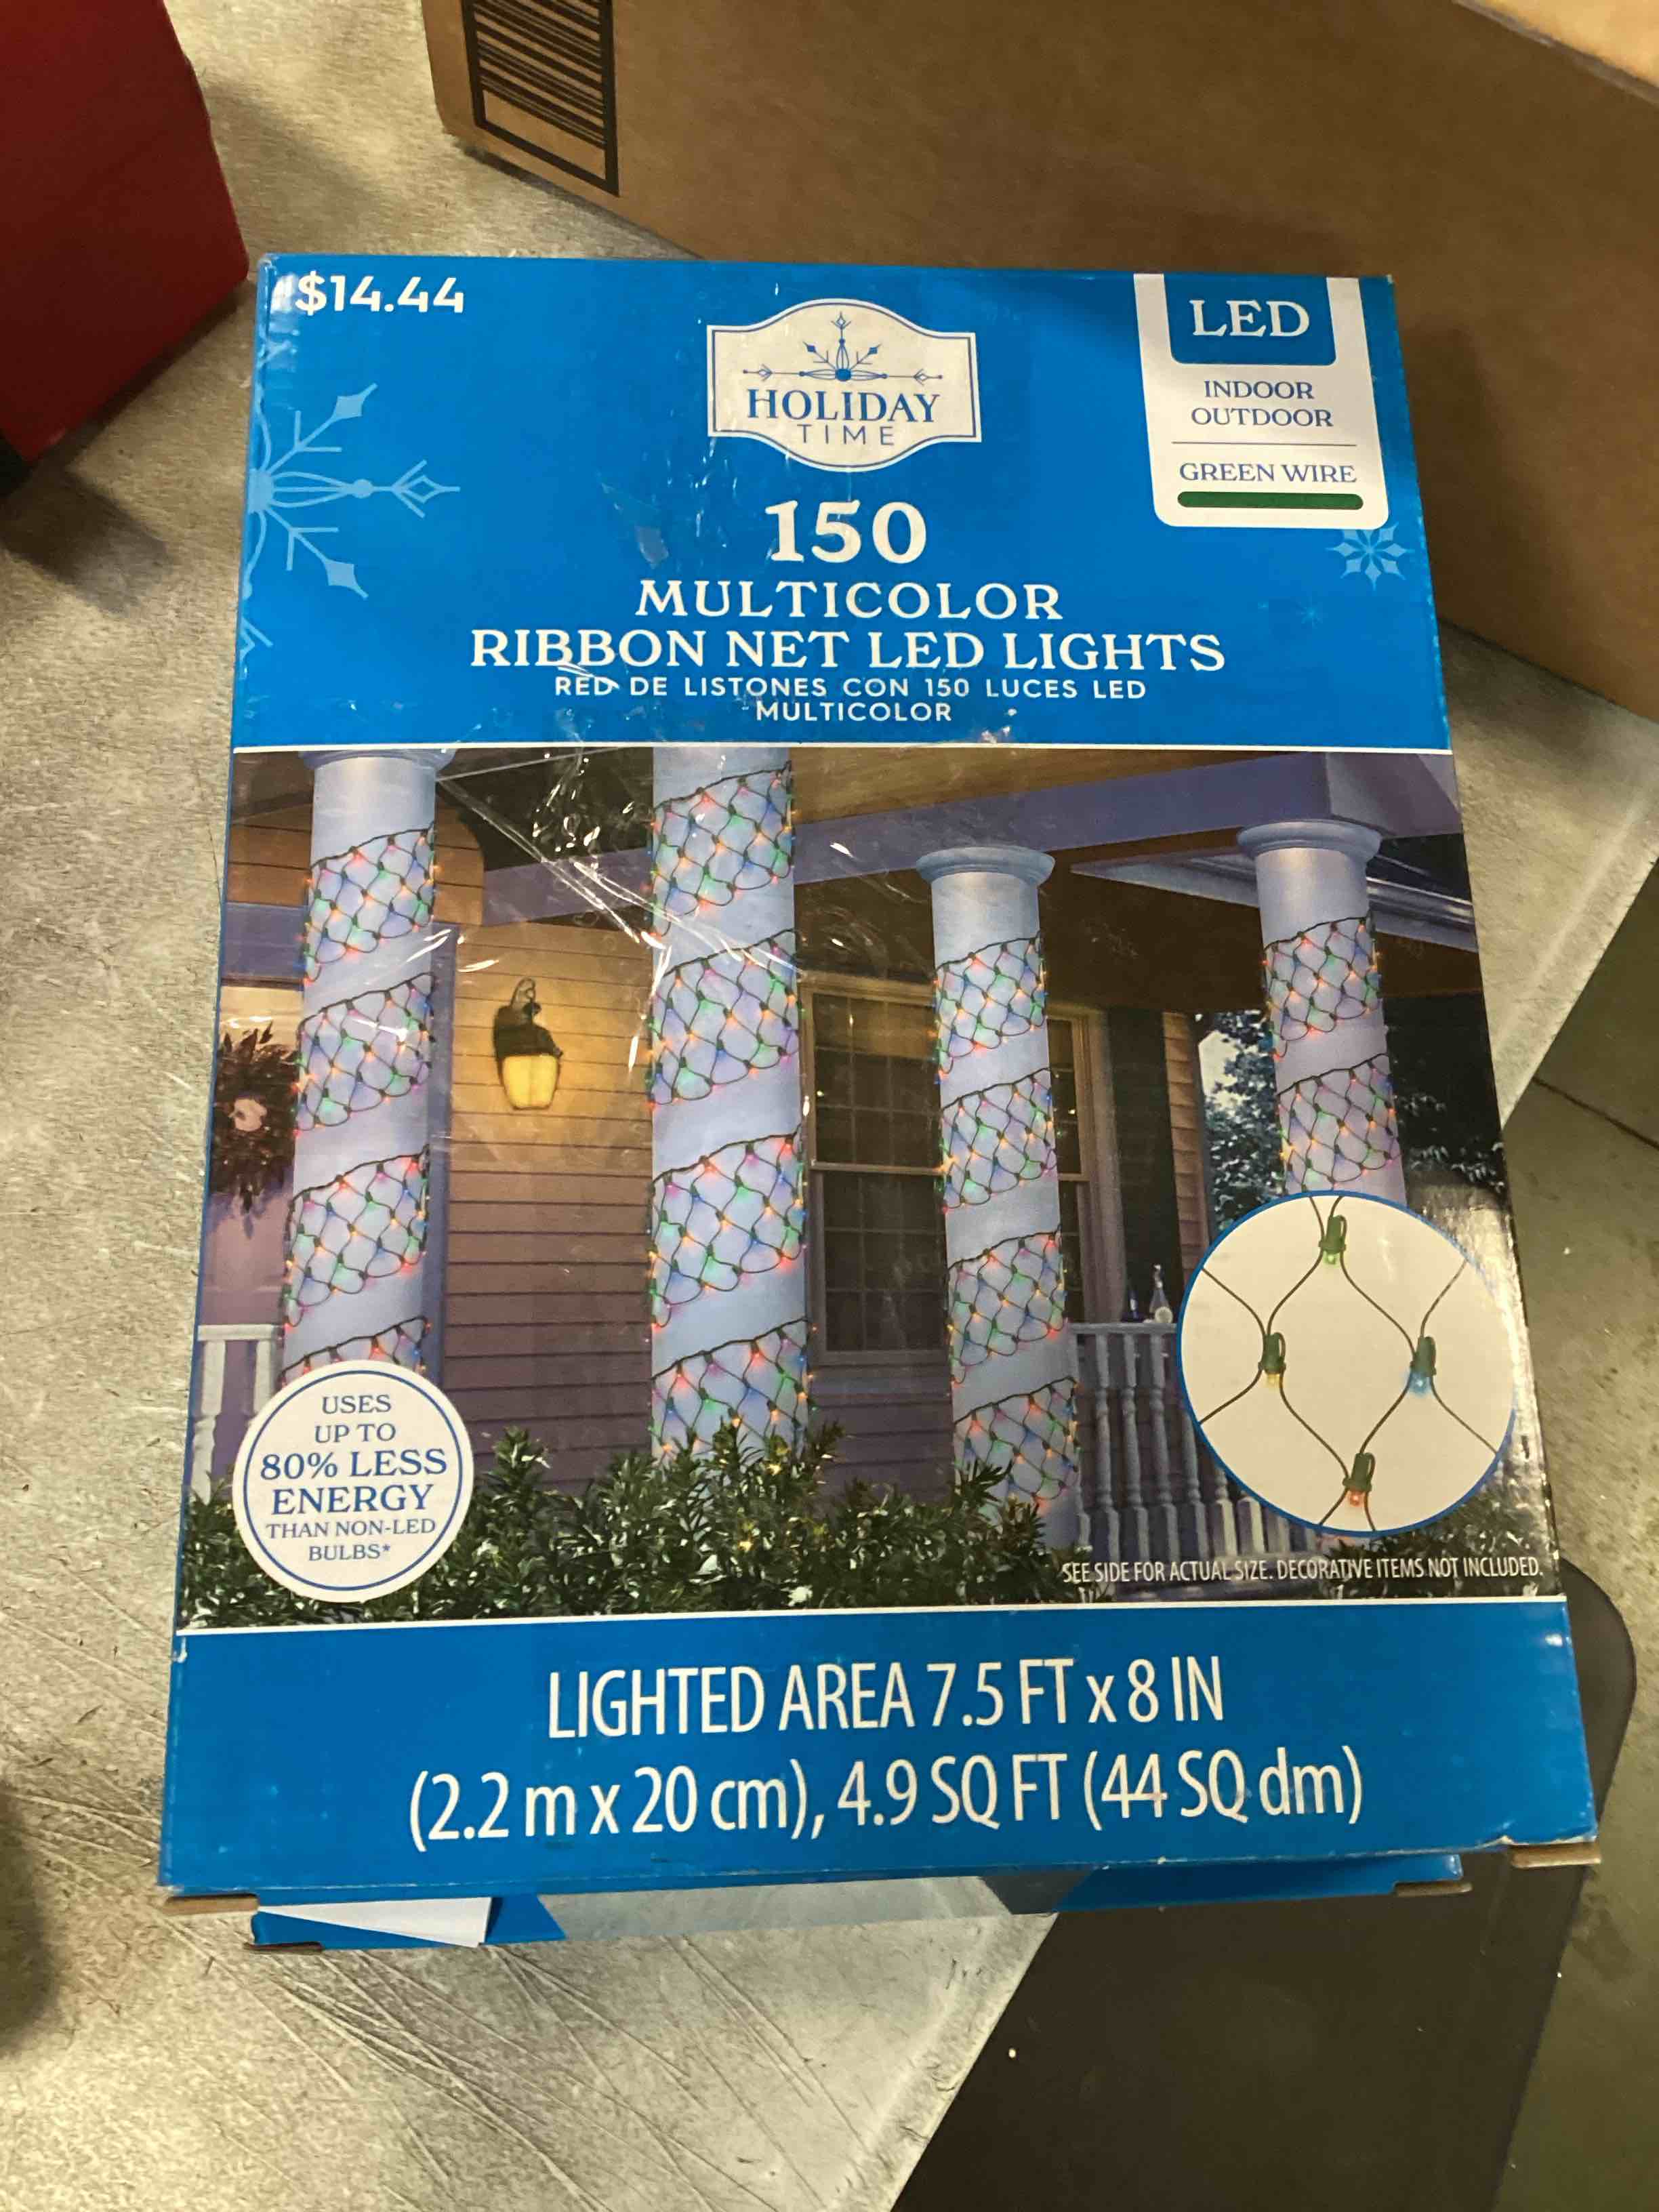 $14.44
HOLIDAY
TIME
LED
INDOOR
OUTDOOR
GREEN WIRE
150
MULTICOLOR
RIBBON NET LED LIGHTS
RED DE LISTONES CON 150 LUCES LED
MULTICOLOR
USES
UP TO
80% LESS
ENERGY
THAN NON-LED
BULBS*
SEE SIDE FOR ACTUAL SIZE. DECORATIVE ITEMS NOT INCLUDED.
LIGHTED AREA 7.5 FT x 8 IN
(2.2 m x 20 cm), 4.9 SQ FT (44 SQ dm)